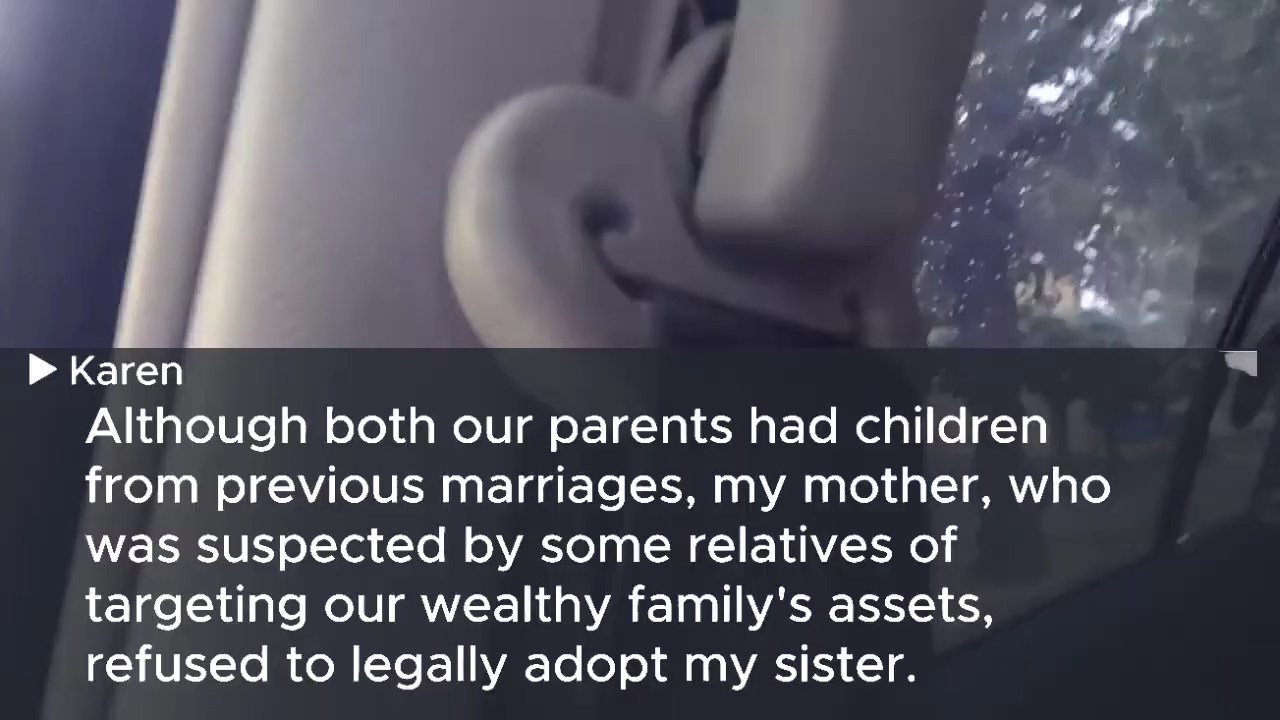 Karen
Although both our parents had children
from previous marriages, my mother, who
was suspected by some relatives of
targeting our wealthy family's assets,
refused to legally adopt my sister.